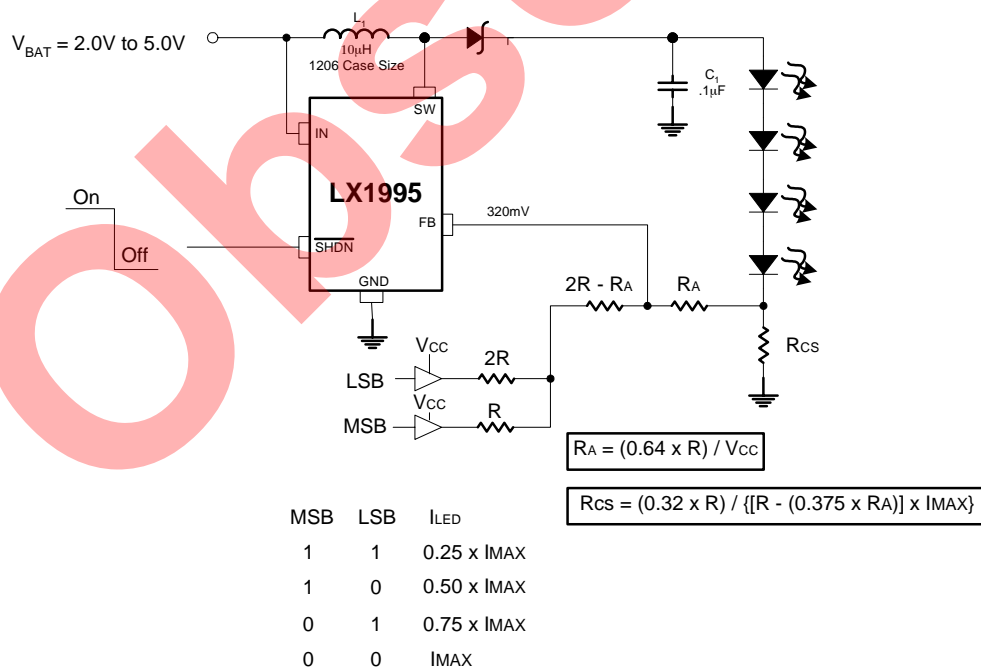 L1
VBAT = 2.0V to 5.0V
10μH
1206 Case Size
C1
.1μF
SW
IN
LX1995
On
320mV
FB
Off
SHDN
GND
2R - RA
RA
RCS
VCC
2R
LSB
VCC
R
MSB
RA = (0.64 x R) / VCC
RCS = (0.32 x R) / {[R - (0.375 x RA)] x IMAX}
MSB LSB ILED
1 1 0.25 x IMAX
1 0 0.50 x IMAX
0 1 0.75 x IMAX
0 0 IMAX